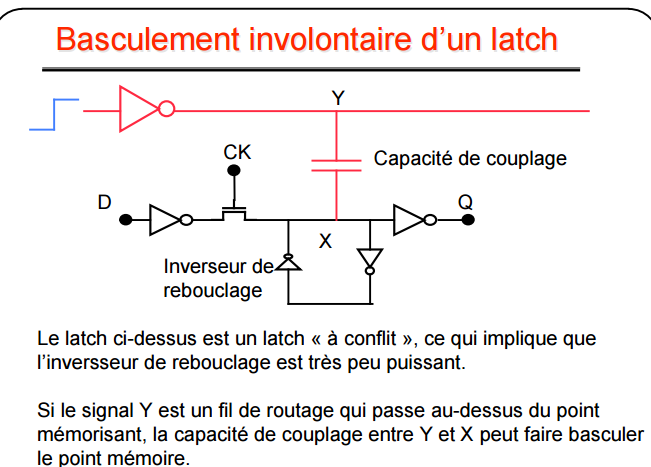 Basculement involontaire d'un latch
Y
CK
Capacité de couplage
D
Q
X
Inverseur de
rebouclage
Le latch ci-dessus est un latch « à conflit », ce qui implique que
l'inversseur de rebouclage est très peu puissant.
Si le signal Y est un fil de routage qui passe au-dessus du point
mémorisant, la capacité de couplage entre Y et X peut faire basculer
le point mémoire.